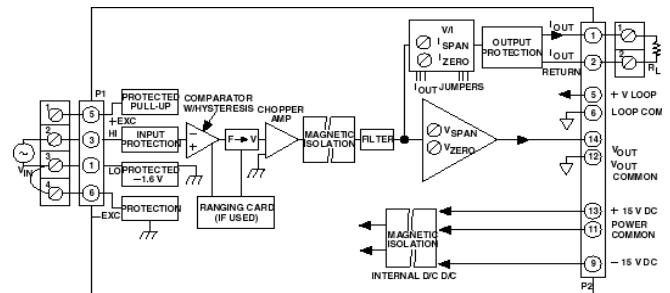 V/I
I SPAN
I ZERO
I OUT JUMPERS
OUTPUT PROTECTION
I OUT
I OUT
RETURN
1
2
1
2
R L
P1
1
2
3
4
5
3
1
6
+EXC
HI
LO
–EXC
V IN
PROTECTED PULL-UP
INPUT PROTECTION
PROTECTED –1.6 V
PROTECTION
COMPARATOR W/HYSTERESIS
–
+
F V
CHOPPER AMP
RANGING CARD (IF USED)
MAGNETIC ISOLATION
FILTER
V SPAN
V ZERO
5
+ V LOOP
6
LOOP COM
14
V OUT
12
V OUT COMMON
MAGNETIC ISOLATION
INTERNAL D/C D/C
13
+ 15 V DC
11
POWER COMMON
9
– 15 V DC
P2